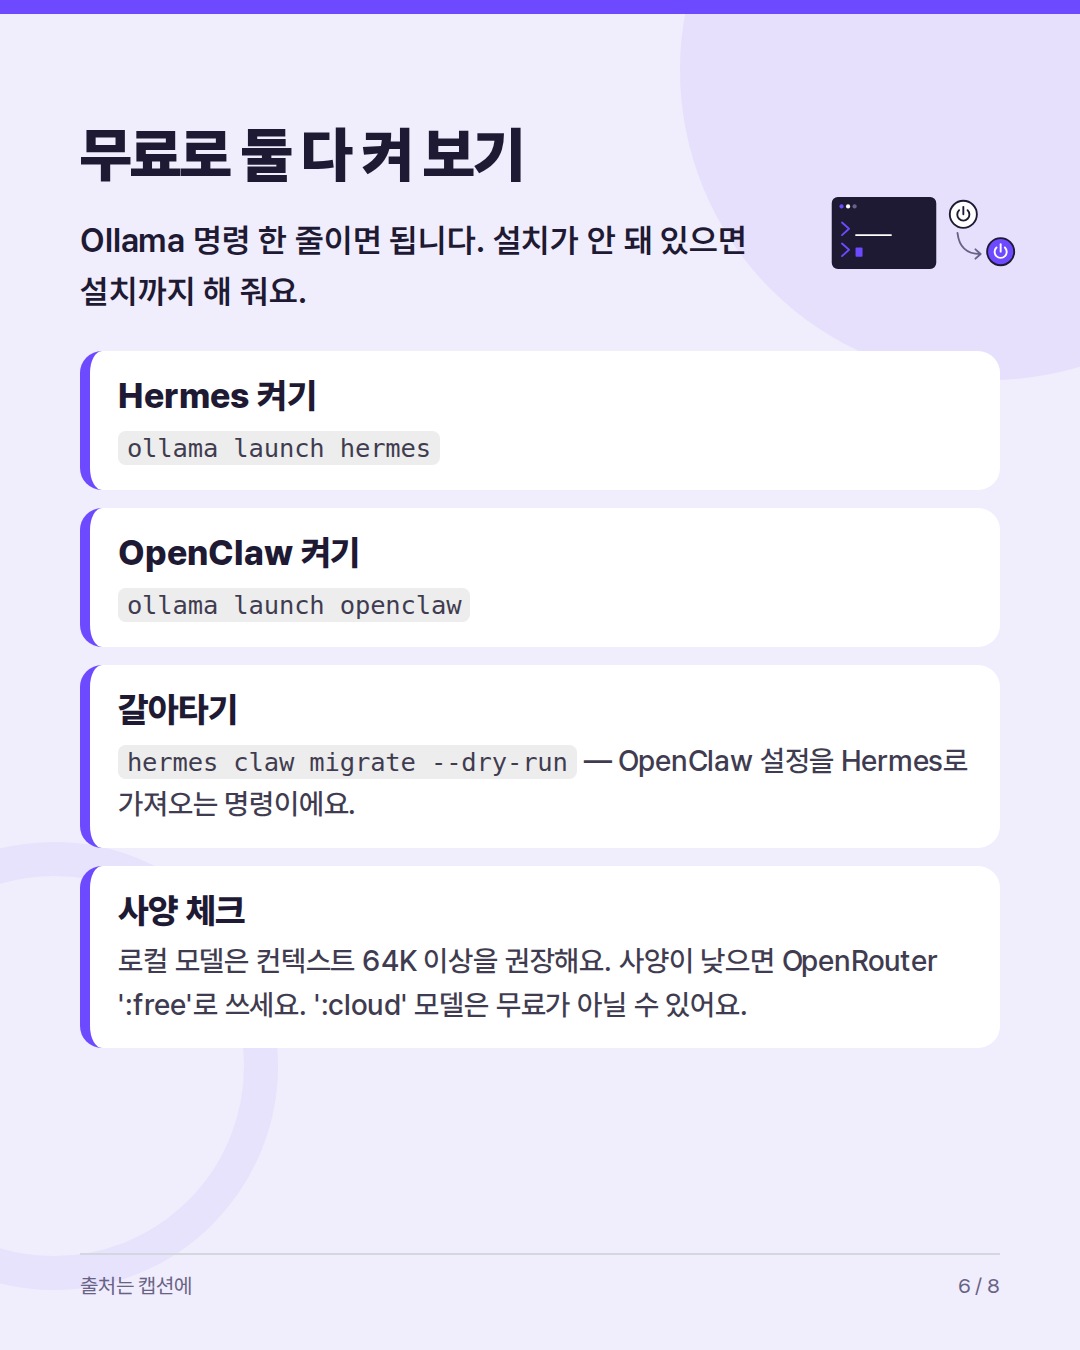 무료로 둘 다 켜 보기
Ollama 명령 한 줄이면 됩니다. 설치가 안 돼 있으면
설치까지 해 줘요.
Hermes 켜기
ollama launch hermes
OpenClaw 켜기
ollama launch openclaw
갈아타기
hermes claw migrate --dry-run — OpenClaw 설정을 Hermes로
가져오는 명령이에요.
사양 체크
로컬 모델은 컨텍스트 64K 이상을 권장해요. 사양이 낮으면 OpenRouter
':free'로 쓰세요. ':cloud' 모델은 무료가 아닐 수 있어요.
출처는 캡션에
6 / 8